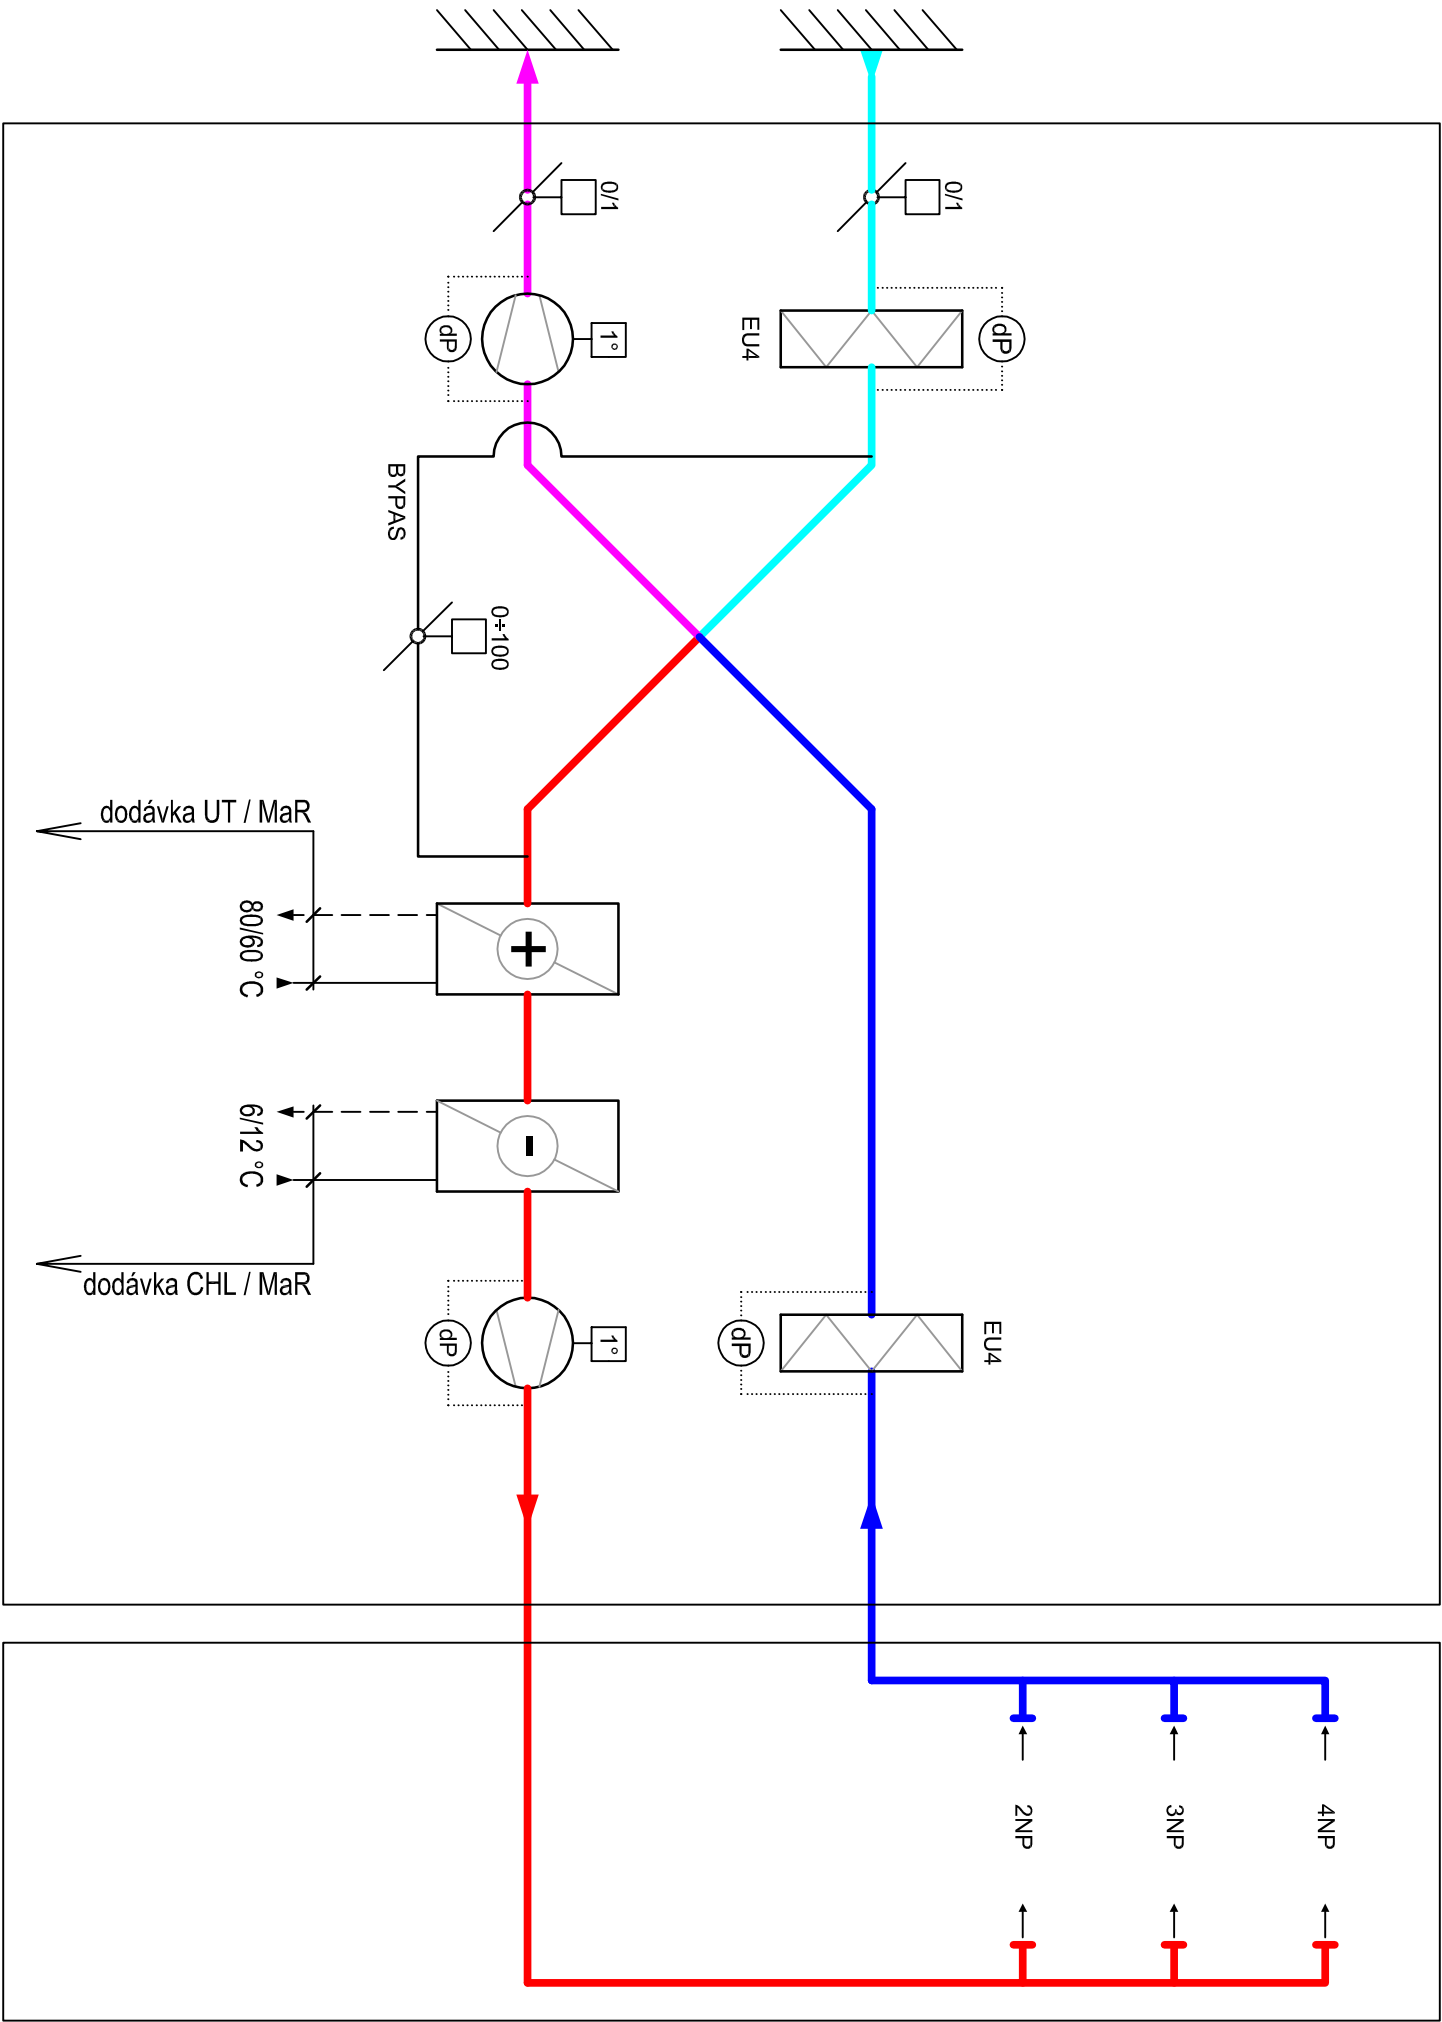 0/1
0/1
1°
dP
EU4
dP
BYPAS
0÷100
dodávka UT / MaR
80/60 °C
+
6/12 °C
-
dodávka CHL / MaR
dP
1°
dP
EU4
2NP
3NP
4NP